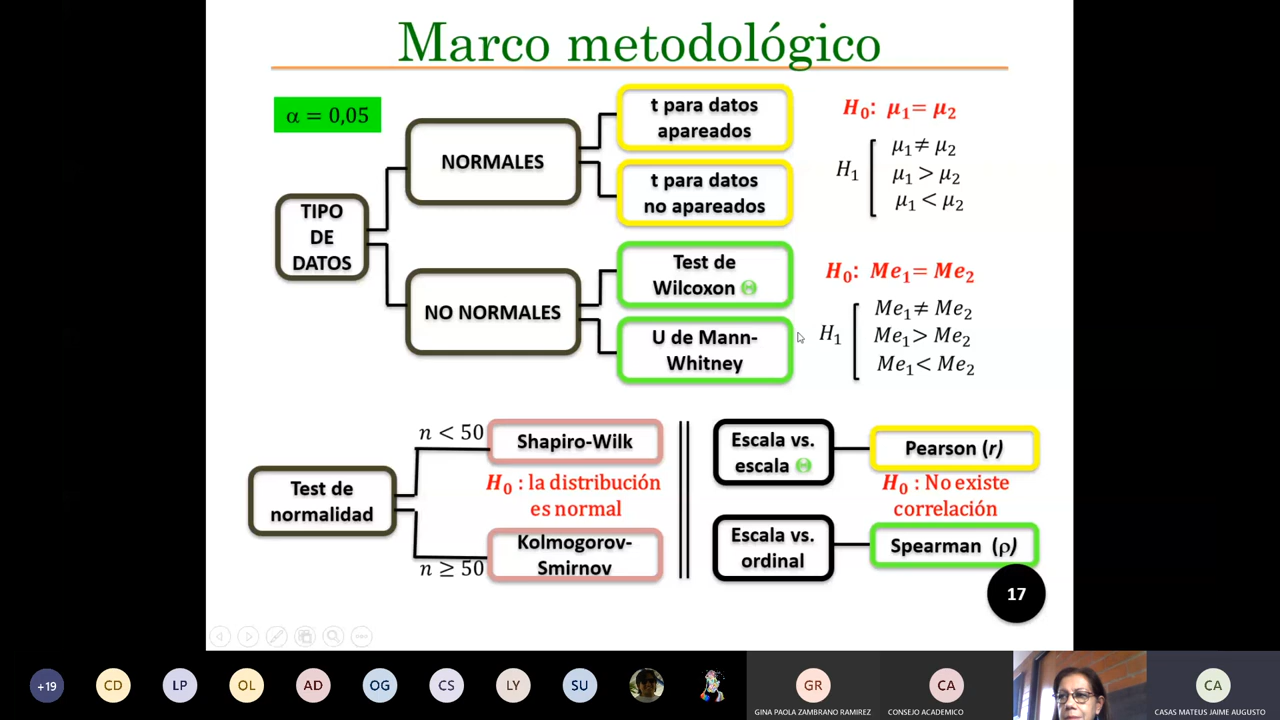 Marco metodológico
α = 0,05
TIPO
DE
DATOS
NORMALES
t para datos
apareados
t para datos
no apareados
H₀: μ₁= μ₂
H₁
μ₁≠ μ₂
μ₁ > μ₂
μ₁ < μ₂
NO NORMALES
Test de
Wilcoxon
U de Mann-
Whitney
H₀: Me₁= Me₂
H₁
Me₁≠ Me₂
Me₁> Me₂
Me₁< Me₂
Test de
normalidad
n < 50
Shapiro-Wilk
H₀ : la distribución
es normal
n ≥ 50
Kolmogorov-
Smirnov
Escala vs.
escala
Pearson (r)
H₀ : No existe
correlación
Escala vs.
ordinal
Spearman (ρ)
17
+19
CD
LP
OL
AD
OG
CS
LY
SU
GR
GINA PAOLA ZAMBRANO RAMIREZ
CA
CONSEJO ACADEMICO
CA
CASAS MATEUS JAIME AUGUSTO